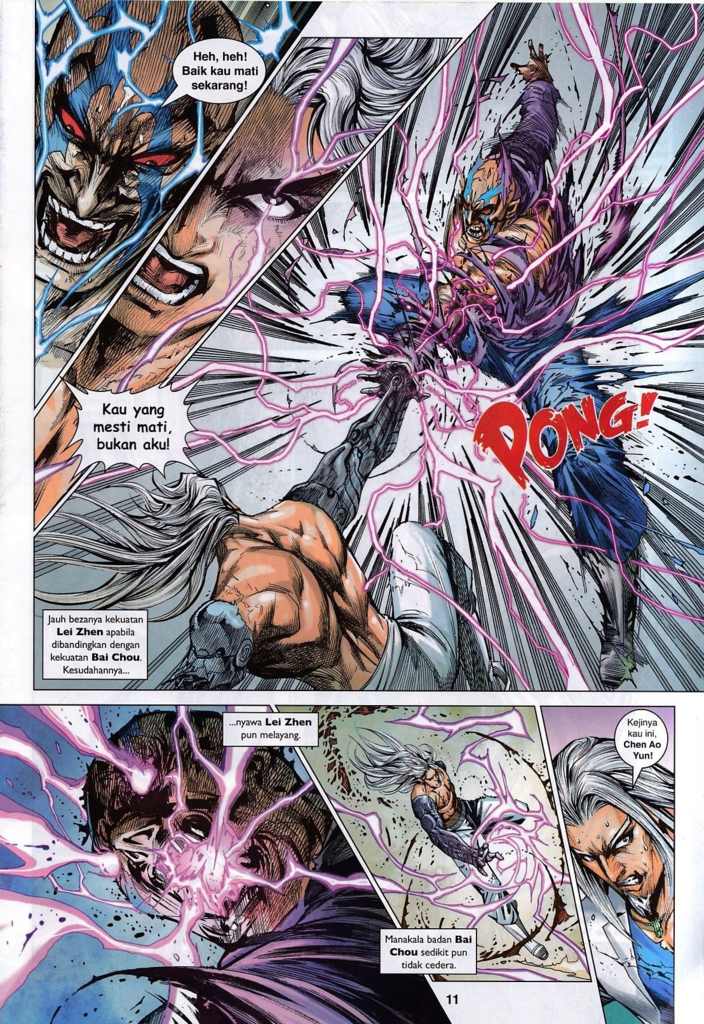 Heh, heh!
Baik kau mati
sekarang!
Kau yang
mesti mati,
bukan aku!
PONG!
Jauh bezanya kekuatan
Lei Zhen apabila
dibandingkan dengan
kekuatan Bai Chou.
Kesudahannya...
...nyawa Lei Zhen
pun melayang.
Manakala badan Bai
Chou sedikit pun
tidak cedera.
Kejinya
kau ini,
Chen Ao
Yun!
11